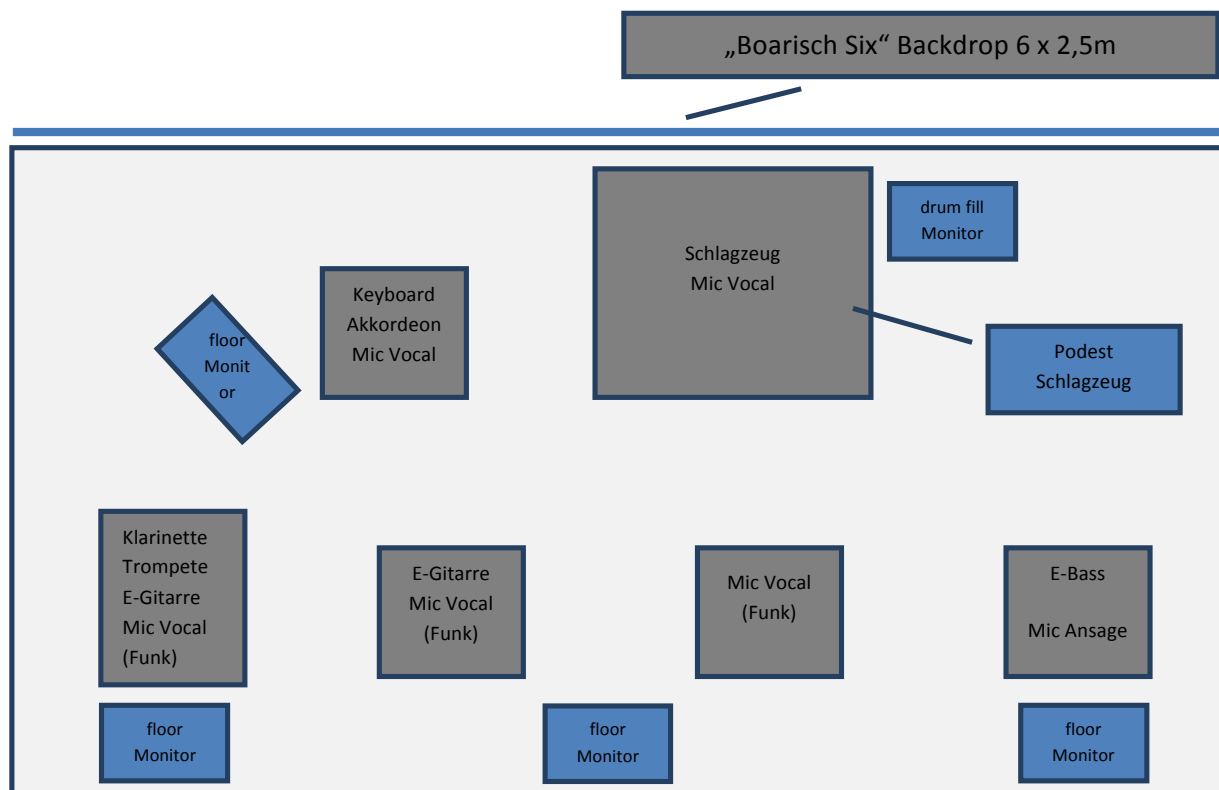 „Boarisch Six“ Backdrop 6 x 2,5m
Schlagzeug
Mic Vocal
drum fill
Monitor
Keyboard
Akkordeon
Mic Vocal
floor
Monit
or
Podest
Schlagzeug
Klarinette
Trompete
E-Gitarre
Mic Vocal
(Funk)
E-Gitarre
Mic Vocal
(Funk)
Mic Vocal
(Funk)
E-Bass
Mic Ansage
floor
Monitor
floor
Monitor
floor
Monitor